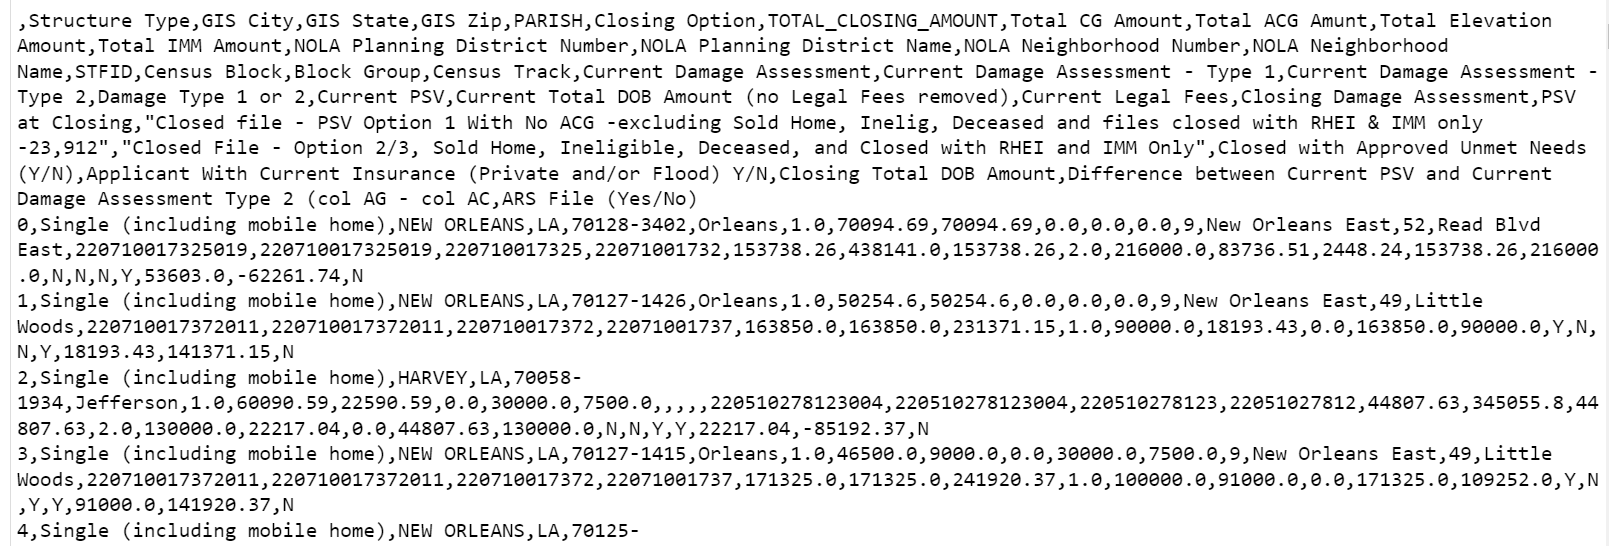 ,Structure Type,GIS City,GIS State,GIS Zip,PARISH,Closing Option,TOTAL_CLOSING_AMOUNT,Total CG Amount,Total ACG Amunt,Total Elevation
Amount,Total IMM Amount,NOLA Planning District Number,NOLA Planning District Name,NOLA Neighborhood Number,NOLA Neighborhood
Name,STFID,Census Block,Block Group,Census Track,Current Damage Assessment,Current Damage Assessment - Type 1,Current Damage Assessment -
Type 2,Damage Type 1 or 2,Current PSV,Current Total DOB Amount (no Legal Fees removed),Current Legal Fees,Closing Damage Assessment,PSV
at Closing,"Closed file - PSV Option 1 With No ACG -excluding Sold Home, Inelig, Deceased and files closed with RHEI & IMM only
-23,912","Closed File - Option 2/3, Sold Home, Ineligible, Deceased, and Closed with RHEI and IMM Only",Closed with Approved Unmet Needs
(Y/N),Applicant With Current Insurance (Private and/or Flood) Y/N,Closing Total DOB Amount,Difference between Current PSV and Current
Damage Assessment Type 2 (col AG - col AC,ARS File (Yes/No)
0,Single (including mobile home),NEW ORLEANS,LA,70128-3402,Orleans,1.0,70094.69,70094.69,0.0,0.0,0.0,9,New Orleans East,52,Read Blvd
East,220710017325019,220710017325019,220710017325,22071001732,153738.26,438141.0,153738.26,2.0,216000.0,83736.51,2448.24,153738.26,216000
.0,N,N,N,Y,53603.0,-62261.74,N
1,Single (including mobile home),NEW ORLEANS,LA,70127-1426,Orleans,1.0,50254.6,50254.6,0.0,0.0,0.0,9,New Orleans East,49,Little
Woods,220710017372011,220710017372011,220710017372,22071001737,163850.0,163850.0,231371.15,1.0,90000.0,18193.43,0.0,163850.0,90000.0,Y,N,
N,Y,18193.43,141371.15,N
2,Single (including mobile home),HARVEY,LA,70058-
1934,Jefferson,1.0,60090.59,22590.59,0.0,30000.0,7500.0,,,,,220510278123004,220510278123004,220510278123,22051027812,44807.63,345055.8,44
807.63,2.0,130000.0,22217.04,0.0,44807.63,130000.0,N,N,Y,Y,22217.04,-85192.37,N
3,Single (including mobile home),NEW ORLEANS,LA,70127-1415,Orleans,1.0,46500.0,9000.0,0.0,30000.0,7500.0,9,New Orleans East,49,Little
Woods,220710017372011,220710017372011,220710017372,22071001737,171325.0,171325.0,241920.37,1.0,100000.0,91000.0,0.0,171325.0,109252.0,Y,N
,Y,Y,91000.0,141920.37,N
4,Single (including mobile home),NEW ORLEANS,LA,70125-